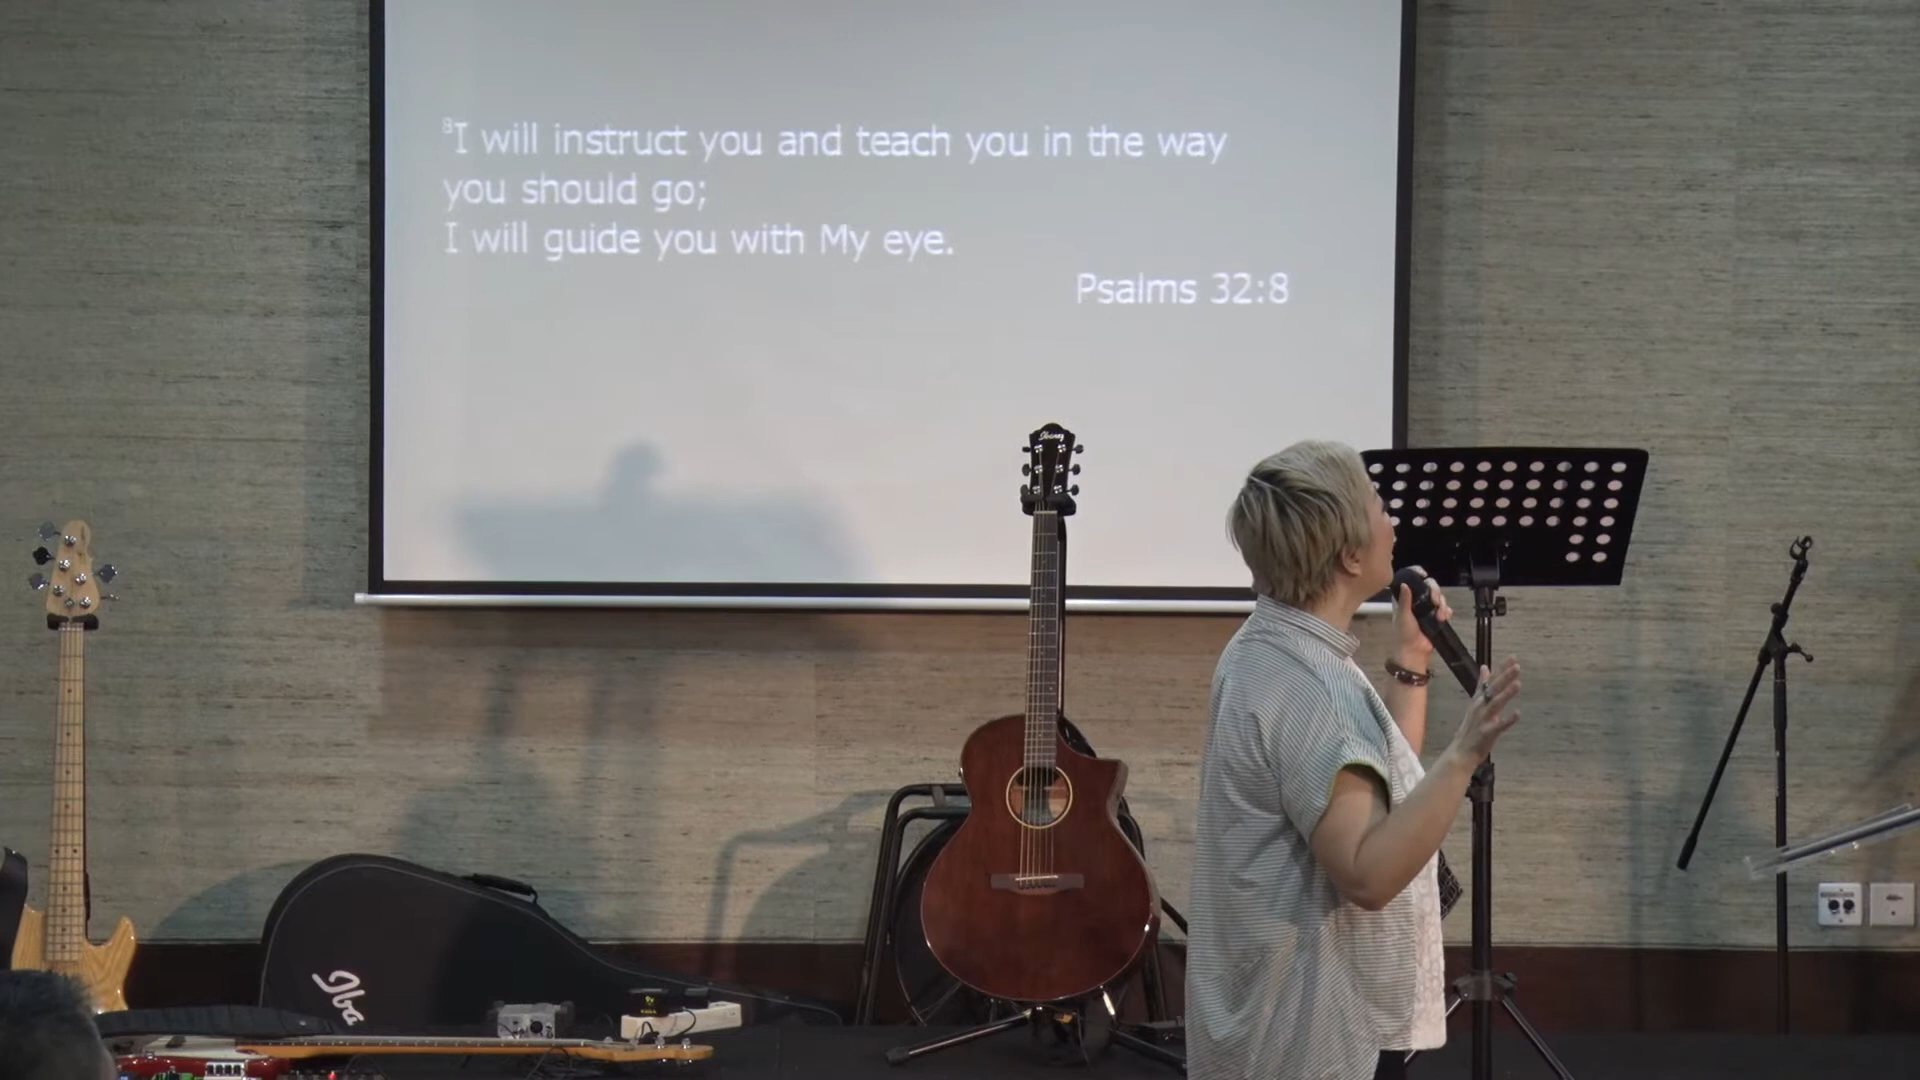 8I will instruct you and teach you in the way
you should go;
I will guide you with My eye.
Psalms 32:8
Ibanez
Iba